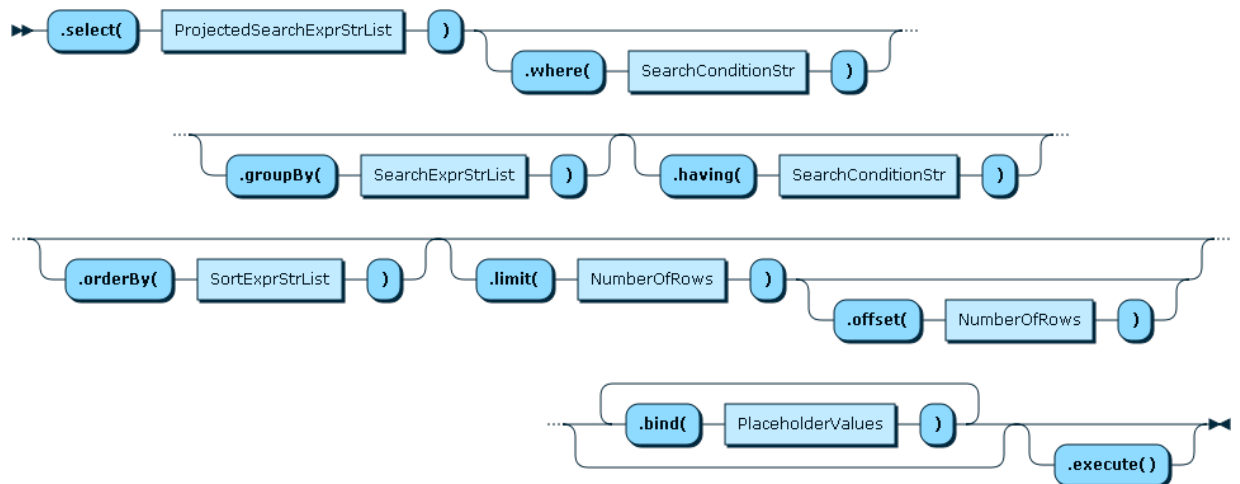 .select( ProjectedSearchExprStrList )
.where( SearchConditionStr )
.groupBy( SearchExprStrList ) .having( SearchConditionStr )
.orderBy( SortExprStrList ) .limit( NumberOfRows )
.offset( NumberOfRows )
.bind( PlaceholderValues )
.execute()